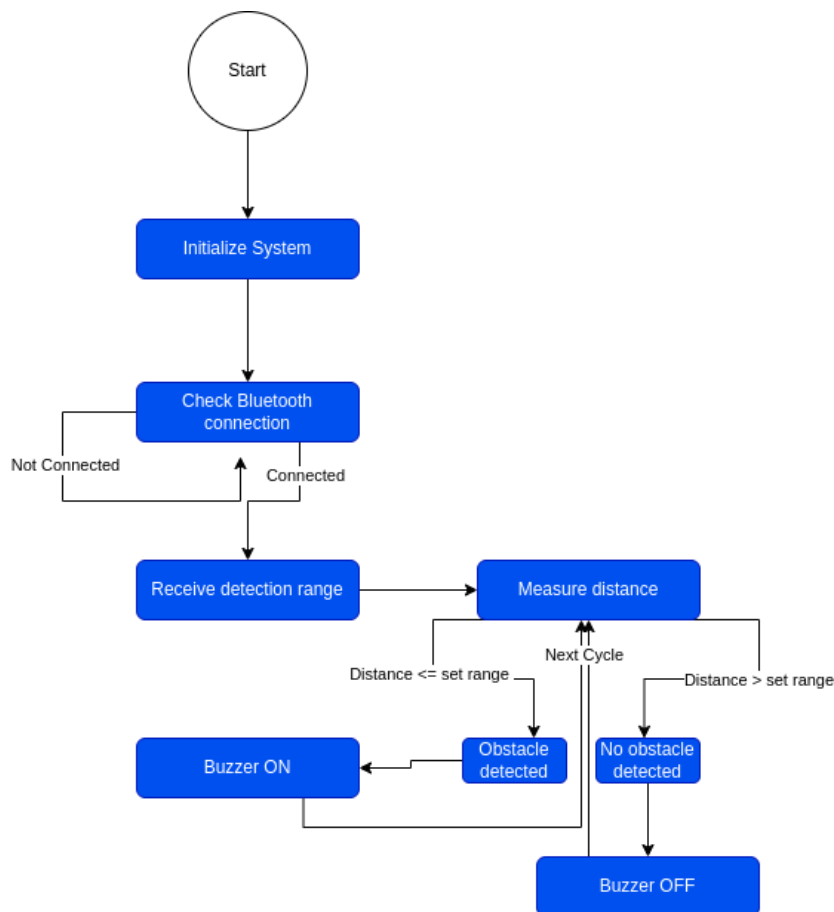 Start
Initialize System
Check Bluetooth
connection
Not Connected
Connected
Receive detection range
Measure distance
Next Cycle
Distance <= set range
Distance > set range
Buzzer ON
Obstacle
detected
No obstacle
detected
Buzzer OFF